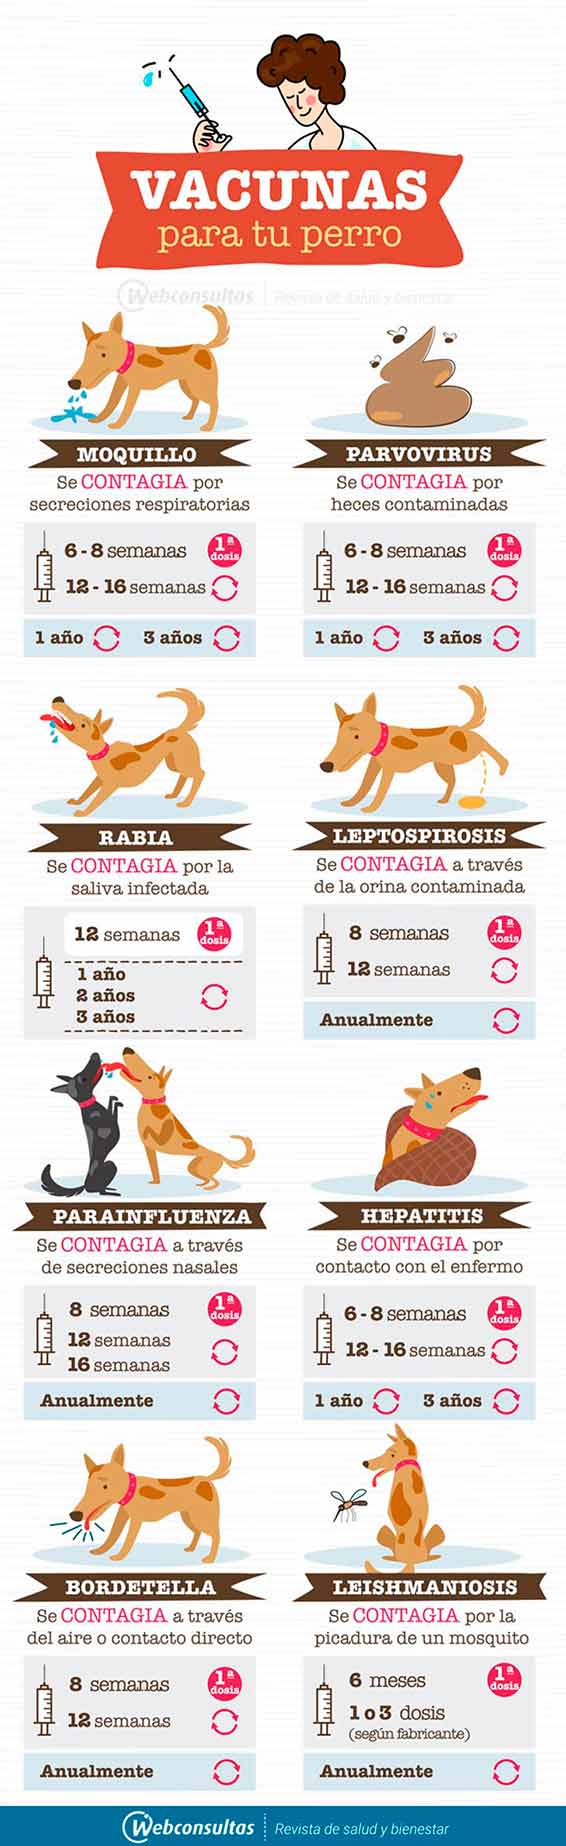 VACUNAS
para tu perro
Webconsultas Revista de salud y bienestar
MOQUILLO
Se CONTAGIA por
secreciones respiratorias
6 - 8 semanas 1ª dosis
12 - 16 semanas
1 año 3 años
PARVOVIRUS
Se CONTAGIA por
heces contaminadas
6 - 8 semanas 1ª dosis
12 - 16 semanas
1 año 3 años
RABIA
Se CONTAGIA por la
saliva infectada
12 semanas 1ª dosis
1 año
2 años
3 años
LEPTOSPIROSIS
Se CONTAGIA a través
de la orina contaminada
8 semanas 1ª dosis
12 semanas
Anualmente
PARAINFLUENZA
Se CONTAGIA a través
de secreciones nasales
8 semanas 1ª dosis
12 semanas
16 semanas
Anualmente
HEPATITIS
Se CONTAGIA por
contacto con el enfermo
6 - 8 semanas 1ª dosis
12 - 16 semanas
1 año 3 años
BORDETELLA
Se CONTAGIA a través
del aire o contacto directo
8 semanas 1ª dosis
12 semanas
Anualmente
LEISHMANIOSIS
Se CONTAGIA por la
picadura de un mosquito
6 meses 1ª dosis
1 o 3 dosis
(según fabricante)
Anualmente
Webconsultas Revista de salud y bienestar